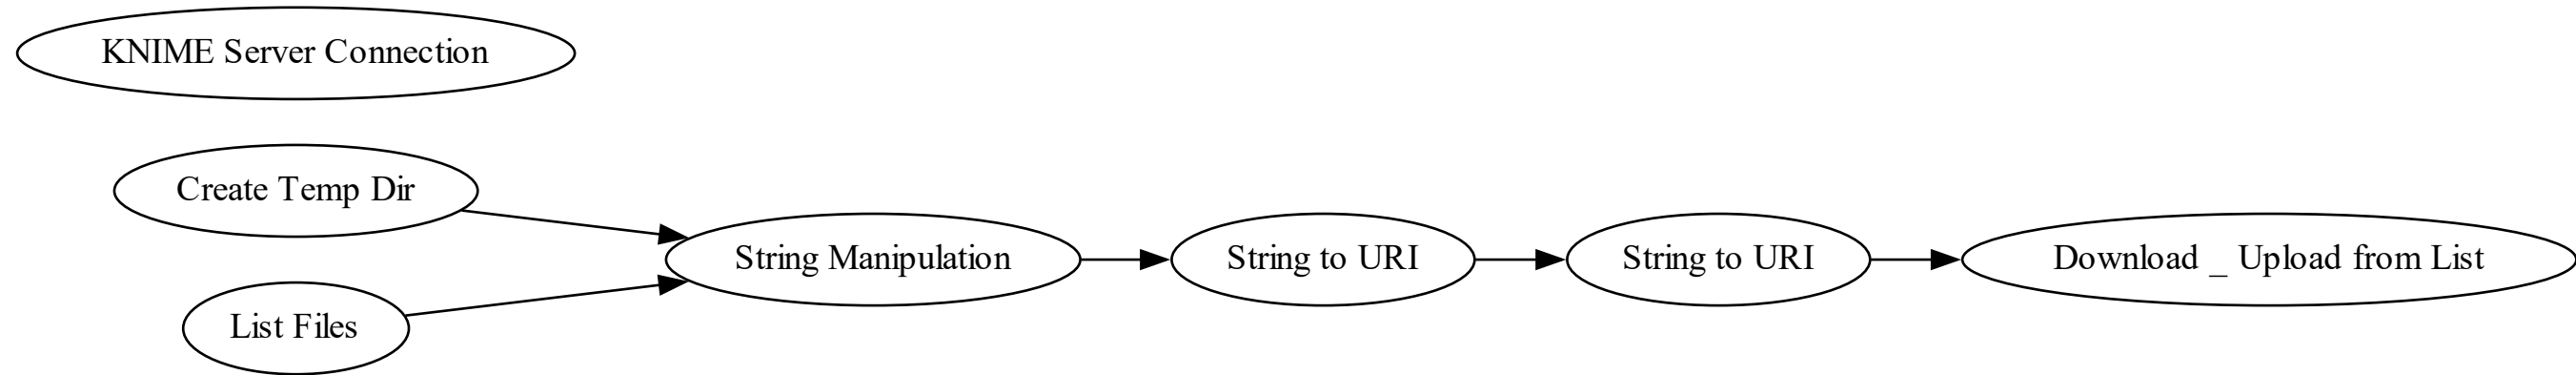 KNIME Server Connection
Create Temp Dir
List Files
String Manipulation
String to URI
String to URI
Download _ Upload from List